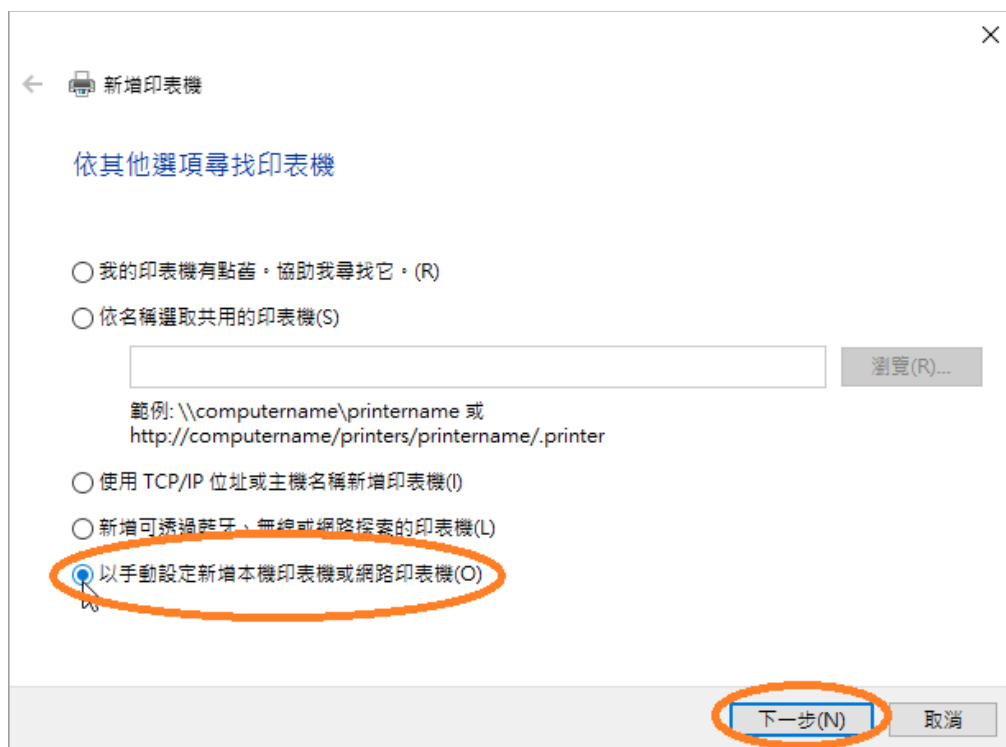 新增印表機
依其他選項尋找印表機
我的印表機有點舊。協助我尋找它。(R)
依名稱選取共用的印表機(S)
瀏覽(R)...
範例: \\computername\printername 或
http://computername/printers/printername/.printer
使用 TCP/IP 位址或主機名稱新增印表機(I)
新增可透過藍牙、無線或網路探索的印表機(L)
以手動設定新增本機印表機或網路印表機(O)
下一步(N)
取消